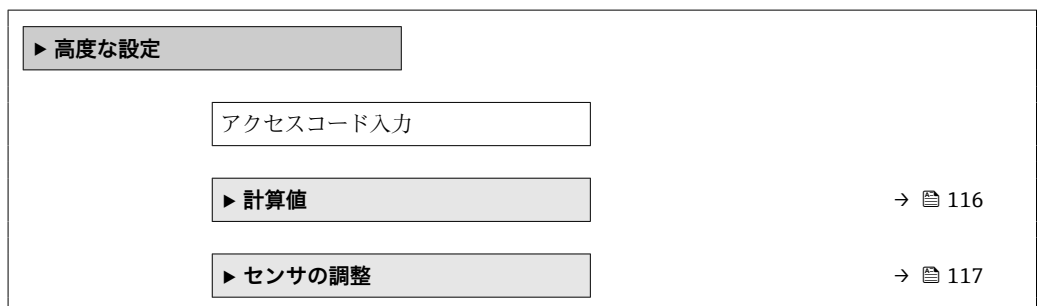 ▶ 高度な設定
アクセスコード入力
▶ 計算値 → 116
▶ センサの調整 → 117